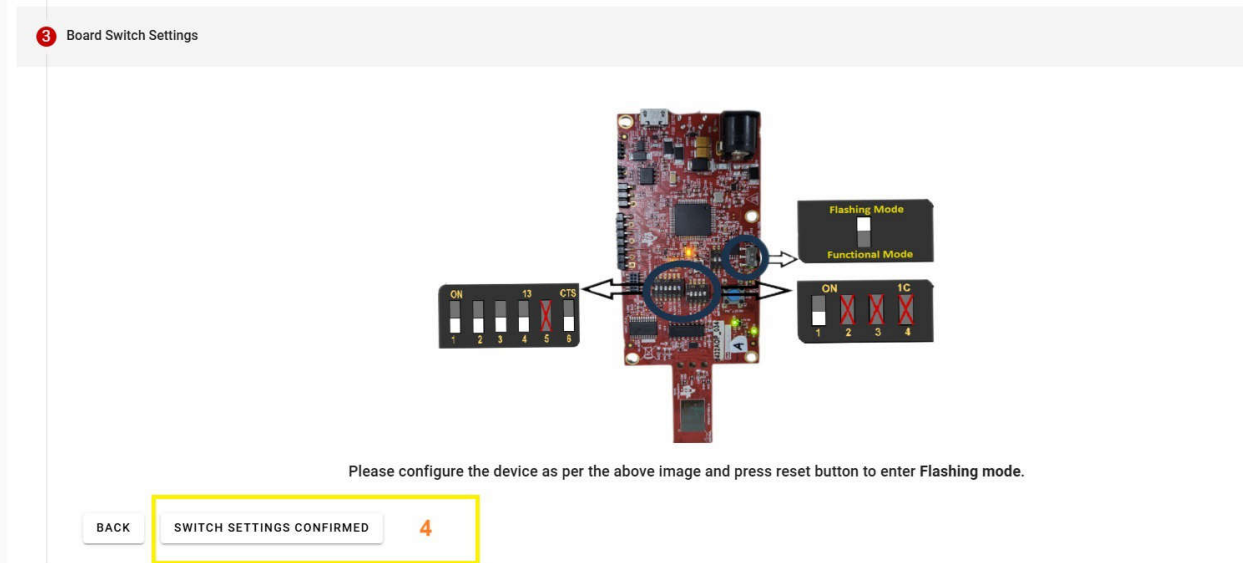 3 Board Switch Settings
Flashing Mode
Functional Mode
ON 13 CTS
1 2 3 4 5 6
ON 1C
1 2 3 4
A
Please configure the device as per the above image and press reset button to enter Flashing mode.
BACK SWITCH SETTINGS CONFIRMED 4